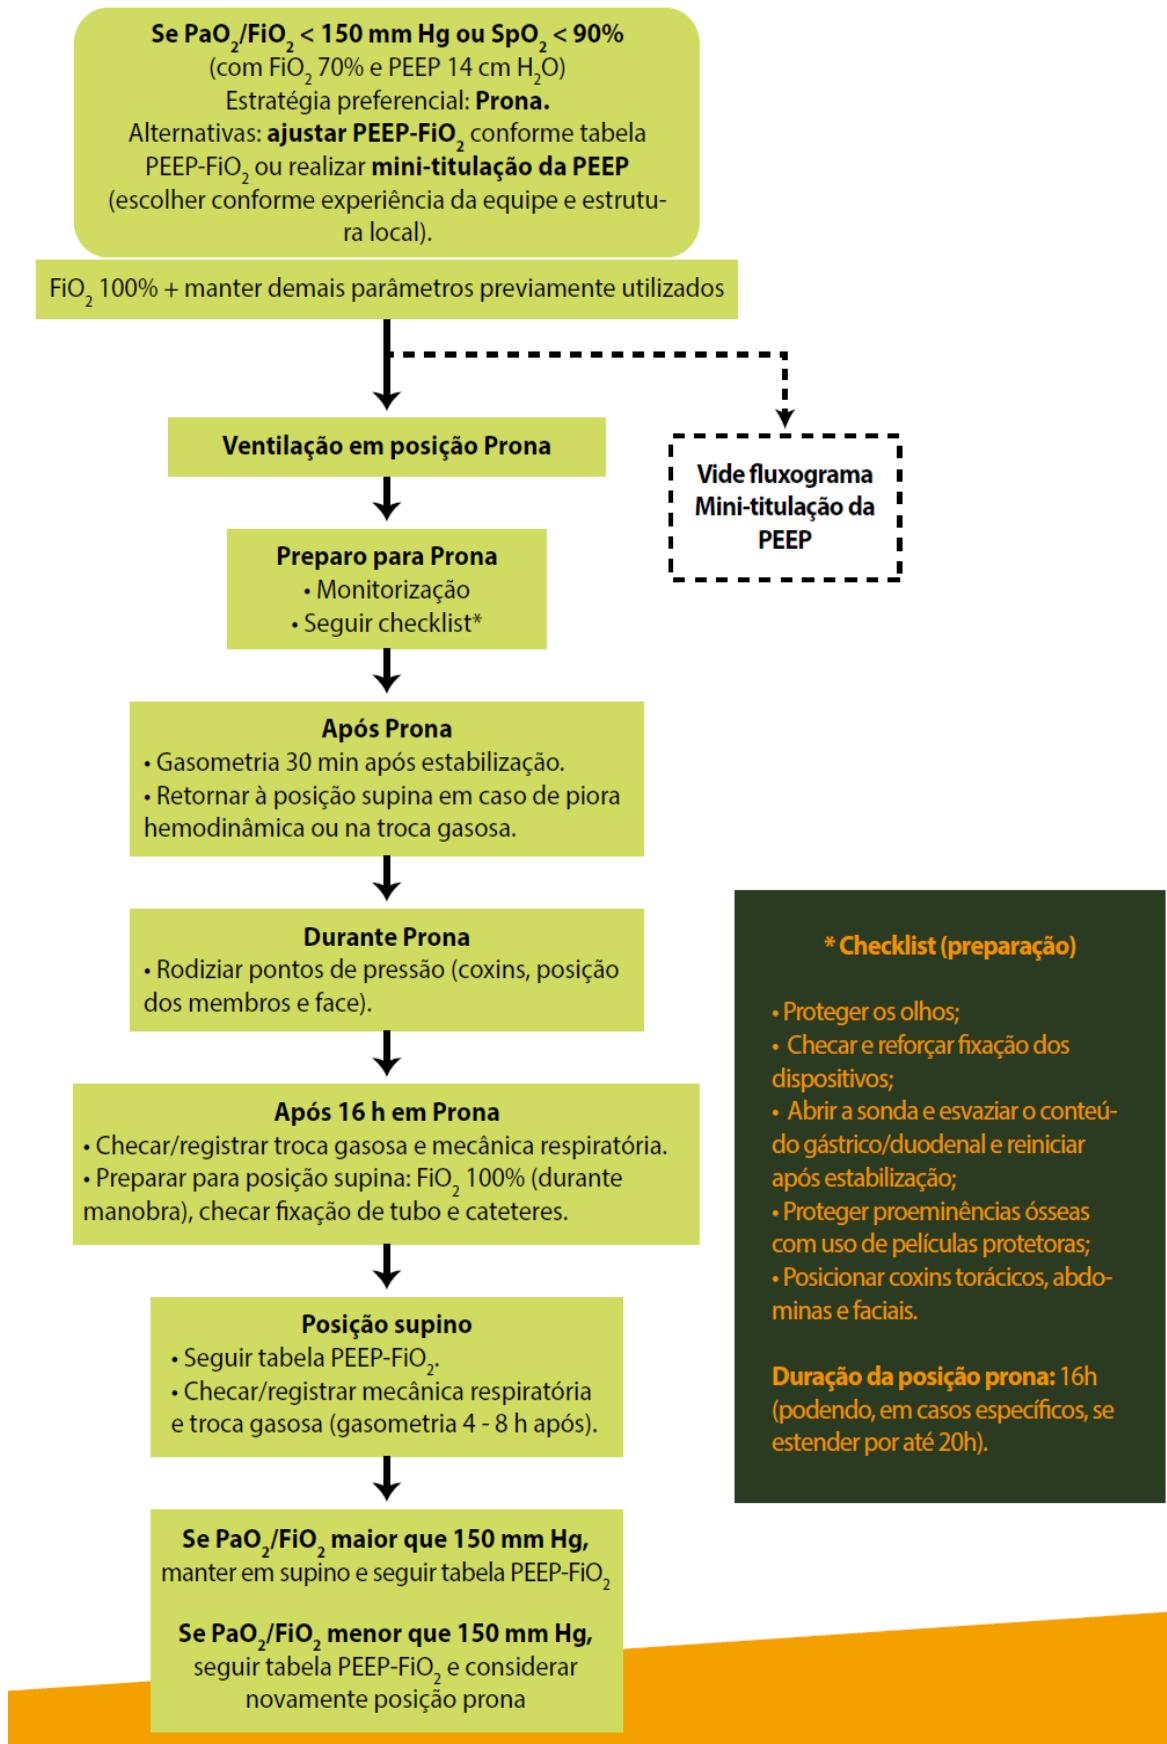 Se PaO2/FiO2 < 150 mm Hg ou SpO2 < 90%
(com FiO2 70% e PEEP 14 cm H2O)
Estratégia preferencial: Prona.
Alternativas: ajustar PEEP-FiO2 conforme tabela
PEEP-FiO2 ou realizar mini-titulação da PEEP
(escolher conforme experiência da equipe e estrutu-
ra local).
FiO2 100% + manter demais parâmetros previamente utilizados
Ventilação em posição Prona
Vide fluxograma
Mini-titulação da
PEEP
Preparo para Prona
• Monitorização
• Seguir checklist*
Após Prona
• Gasometria 30 min após estabilização.
• Retornar à posição supina em caso de piora
hemodinâmica ou na troca gasosa.
Durante Prona
• Rodiziar pontos de pressão (coxins, posição
dos membros e face).
Após 16 h em Prona
• Checar/registrar troca gasosa e mecânica respiratória.
• Preparar para posição supina: FiO2 100% (durante
manobra), checar fixação de tubo e cateteres.
Posição supino
• Seguir tabela PEEP-FiO2.
• Checar/registrar mecânica respiratória
e troca gasosa (gasometria 4 - 8 h após).
Se PaO2/FiO2 maior que 150 mm Hg,
manter em supino e seguir tabela PEEP-FiO2
Se PaO2/FiO2 menor que 150 mm Hg,
seguir tabela PEEP-FiO2 e considerar
novamente posição prona
* Checklist (preparação)
• Proteger os olhos;
• Checar e reforçar fixação dos
dispositivos;
• Abrir a sonda e esvaziar o conteú-
do gástrico/duodenal e reiniciar
após estabilização;
• Proteger proeminências ósseas
com uso de películas protetoras;
• Posicionar coxins torácicos, abdo-
minas e faciais.
Duração da posição prona: 16h
(podendo, em casos específicos, se
estender por até 20h).